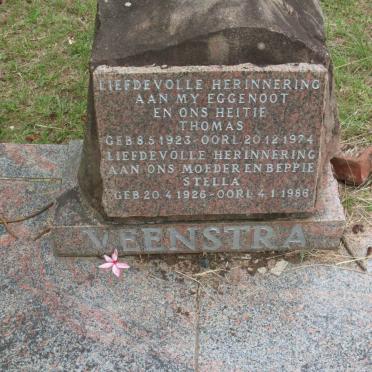 LIEFDEVOLLE HERINNERING
AAN MY EGGENOOT
EN ONS HEITIE
THOMAS
GEB 8.5 1923 - OORL 20.12 1974
LIEFDEVOLLE HERINNERING
AAN ONS MOEDER EN BEPPIE
STELLA
GEB 20.4 1926 - OORL 4.1 1986
VEENSTRA